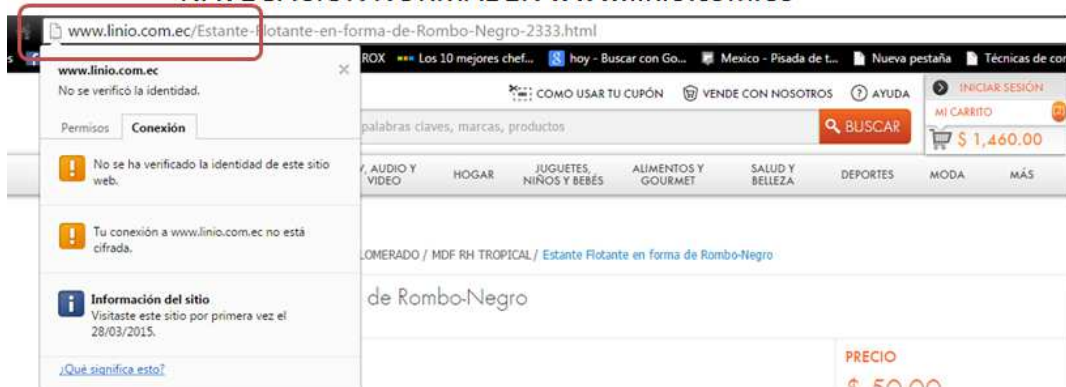 www.linio.com.ec/Estante-Flotante-en-forma-de-Rombo-Negro-2333.html
ROX Los 10 mejores chef... hoy - Buscar con Go... Mexico - Pisada de t... Nueva pestaña Técnicas de cor
www.linio.com.ec
No se verificó la identidad.
Permisos Conexión
No se ha verificado la identidad de este sitio
web.
Tu conexión a www.linio.com.ec no está
cifrada.
Información del sitio
Visitaste este sitio por primera vez el
28/03/2015.
¿Qué significa esto?
COMO USAR TU CUPÓN VENDE CON NOSOTROS AYUDA
INICIAR SESIÓN
MI CARRITO
$ 1,460.00
palabras claves, marcas, productos BUSCAR
, AUDIO Y VIDEO
HOGAR
JUGUETES, NIÑOS Y BEBÉS
ALIMENTOS Y GOURMET
SALUD Y BELLEZA
DEPORTES
MODA
MÁS
LOMERADO / MDF RH TROPICAL / Estante Flotante en forma de Rombo-Negro
de Rombo-Negro
PRECIO